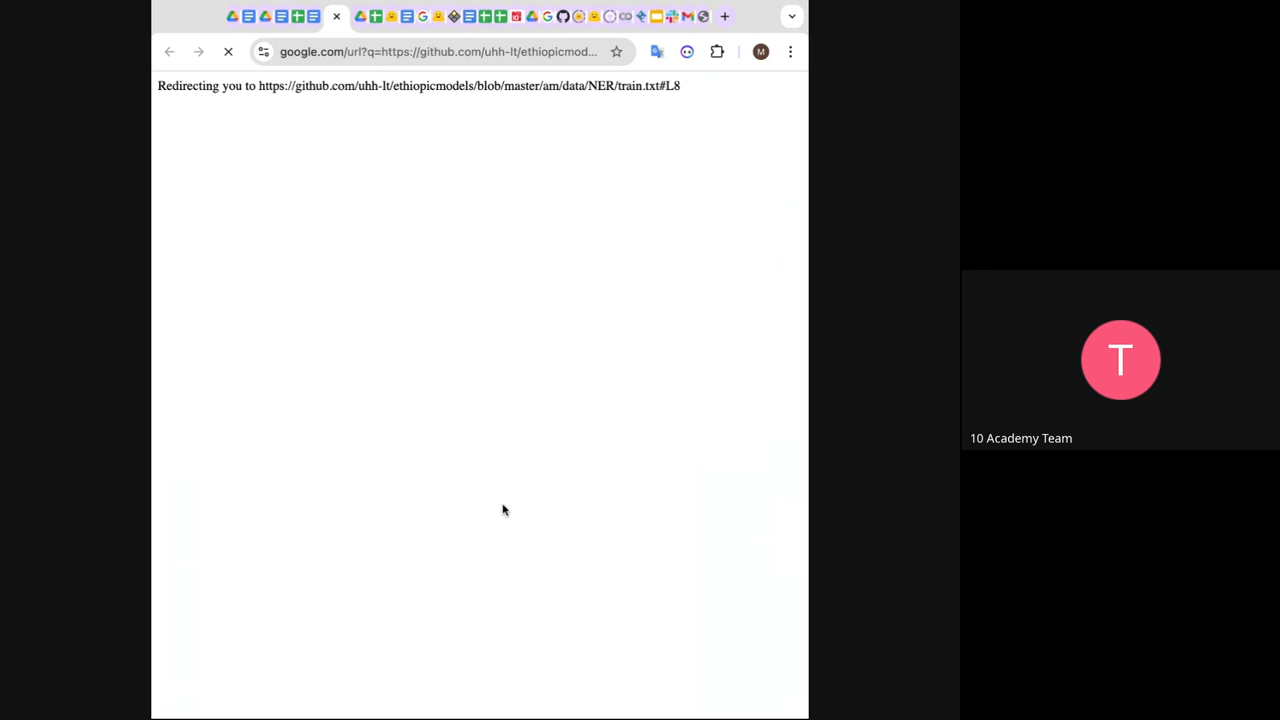 google.com/url?q=https://github.com/uhh-lt/ethiopicmod...
M
Redirecting you to https://github.com/uhh-lt/ethiopicmodels/blob/master/am/data/NER/train.txt#L8
T
10 Academy Team